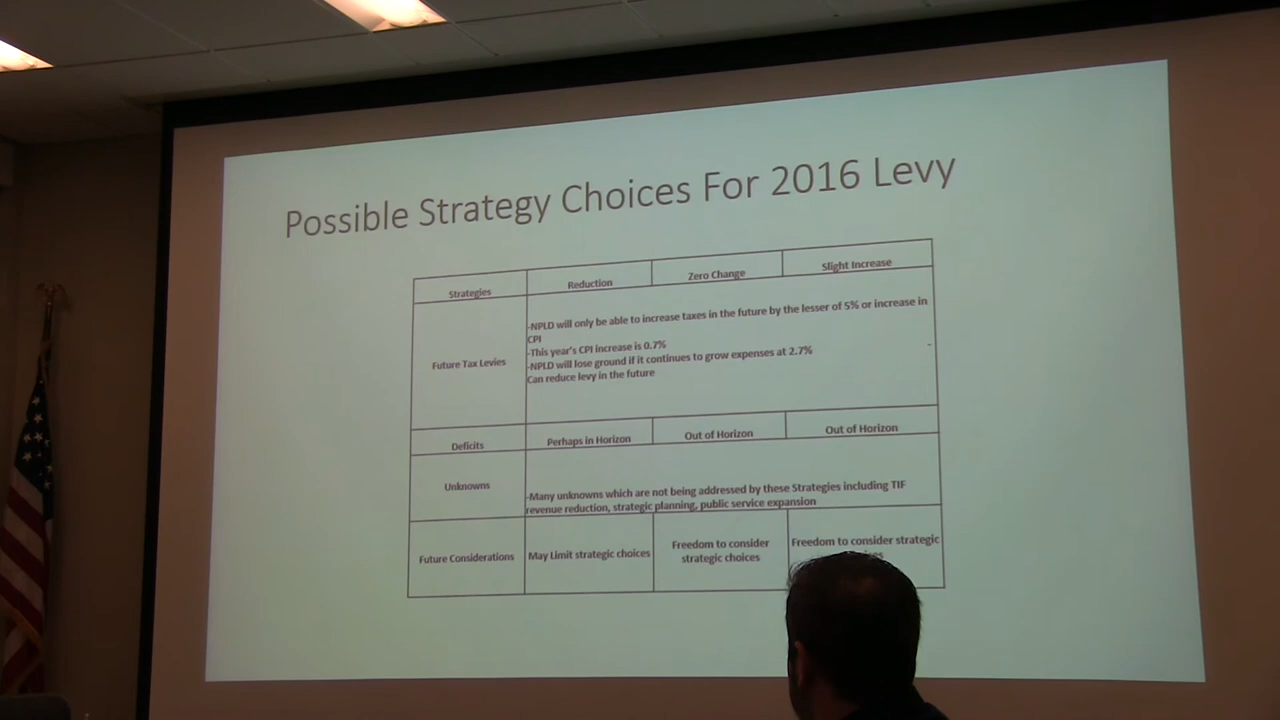 Possible Strategy Choices For 2016 Levy
Strategies
Reduction
Zero Change
Slight Increase
Future Tax Levies
-NPLD will only be able to increase taxes in the future by the lesser of 5% or increase in
CPI
-This year's CPI increase is 0.7%
-NPLD will lose ground if it continues to grow expenses at 2.7%
Can reduce levy in the future
-
Deficits
Perhaps in Horizon
Out of Horizon
Out of Horizon
Unknowns
-Many unknowns which are not being addressed by these Strategies including TIF
revenue reduction, strategic planning, public service expansion
Future Considerations
May Limit strategic choices
Freedom to consider
strategic choices
Freedom to consider strategic